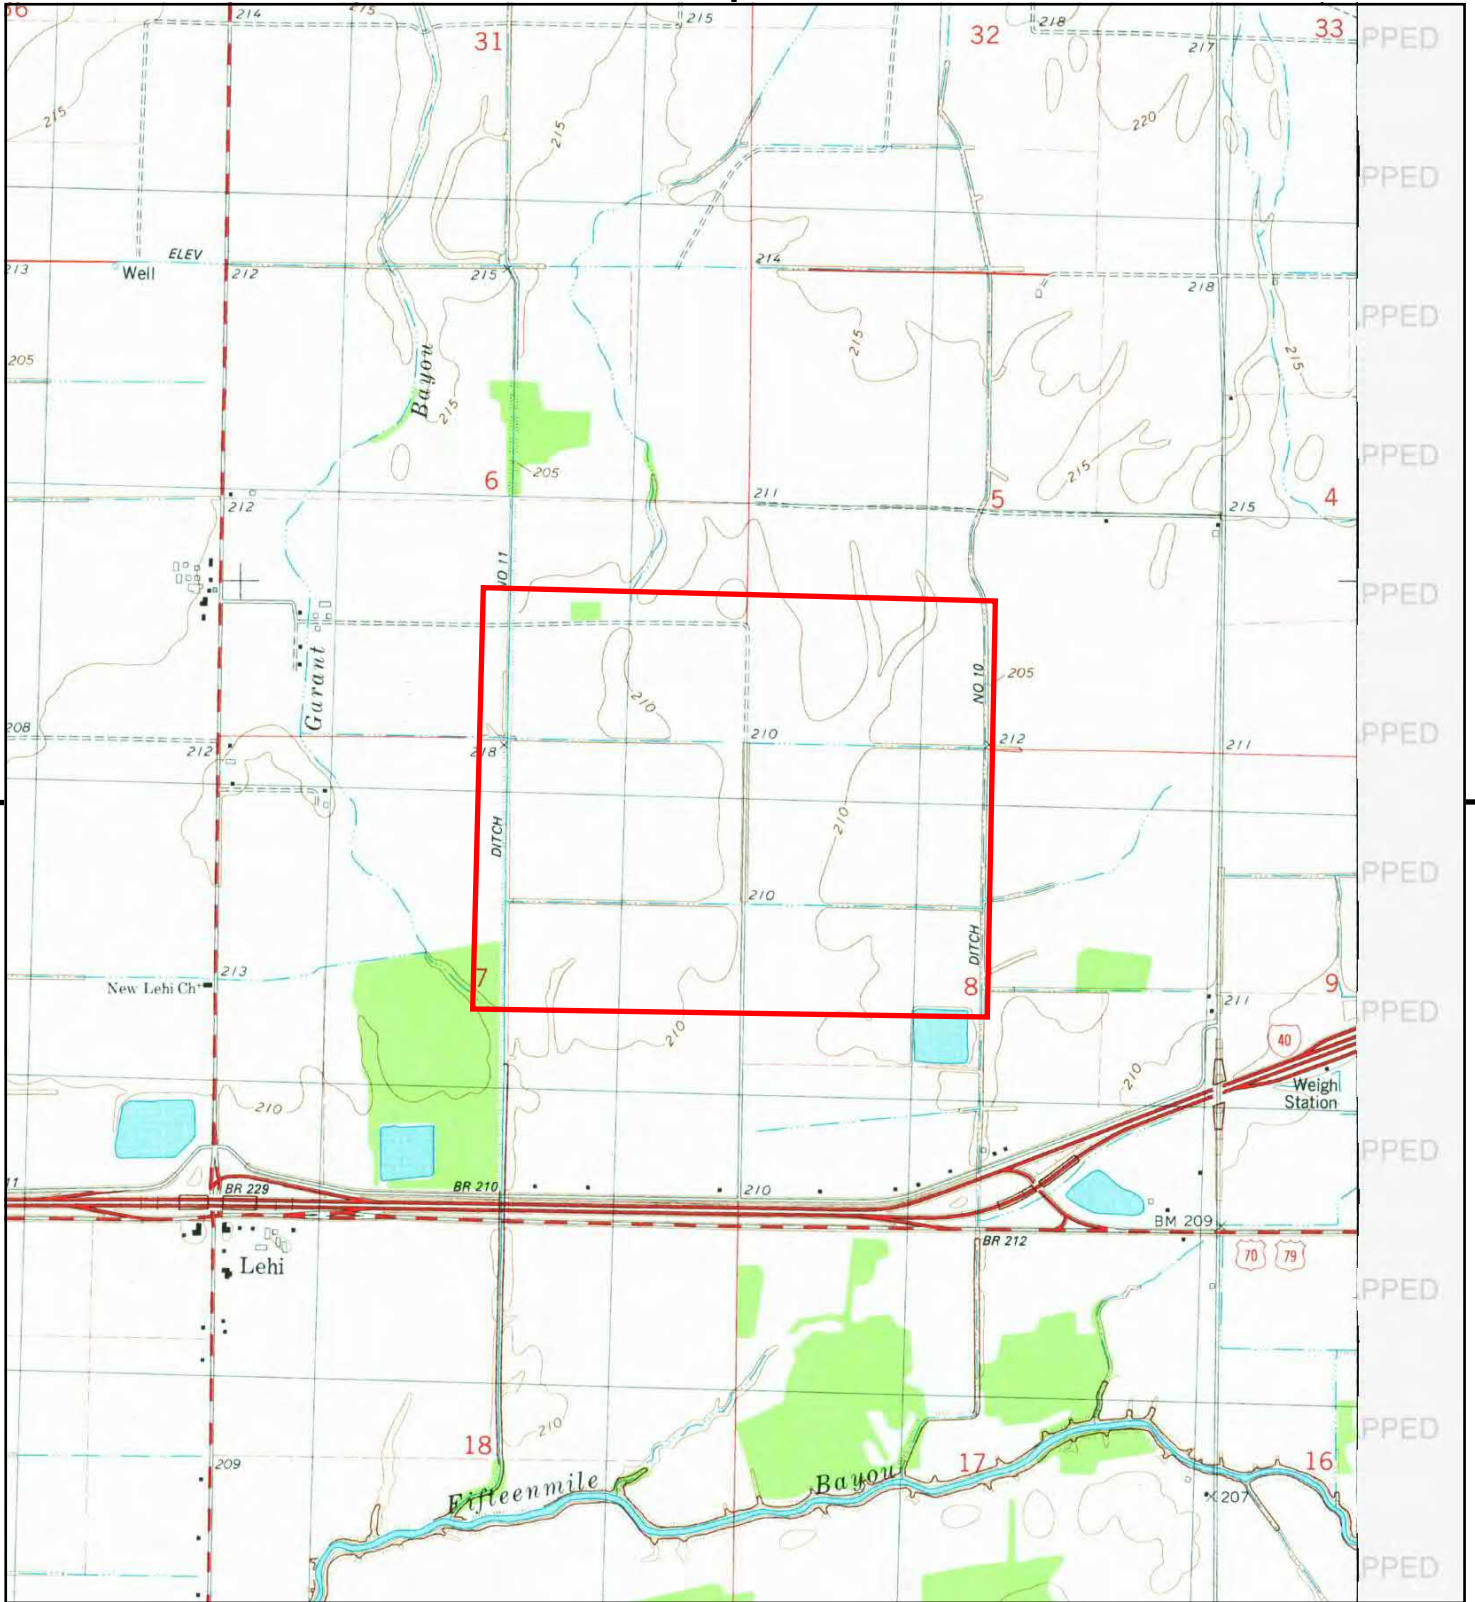 214
215
215
218
33
PPED
31
32
217
215
215
220
PPED
ELEV
213
Well
212
215
214
218
PPED
205
Bayou
215
215
215
215
PPED
6
205
211
5
215
4
212
NO 11
PPED
Garant
210
NO 10
205
208
212
218
210
212
211
PPED
DITCH
210
210
PPED
DITCH
213
New Lehi Ch
7
8
9
211
PPED
210
40
210
210
Weigh
Station
PPED
BR 229
BR 210
210
BM 209
BR 212
70
79
Lehi
PPED
210
18
17
16
PPED
209
Fifteenmile
Bayou
207
PPED